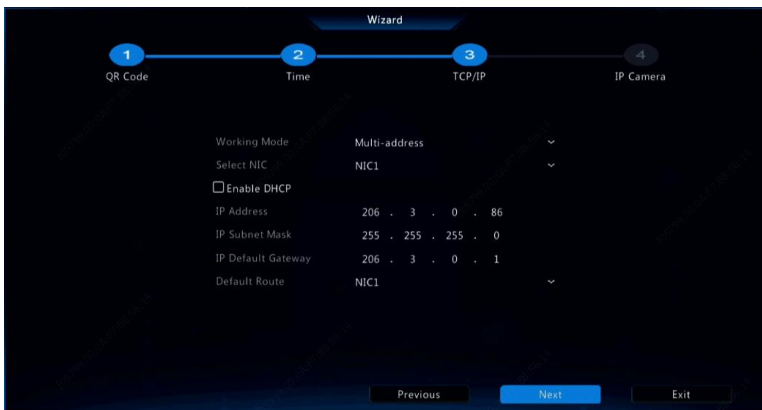 Wizard
1 2 3 4
QR Code Time TCP/IP IP Camera
Working Mode Multi-address
Select NIC NIC1
Enable DHCP
IP Address 206 . 3 . 0 . 86
IP Subnet Mask 255 . 255 . 255 . 0
IP Default Gateway 206 . 3 . 0 . 1
Default Route NIC1
Previous Next Exit